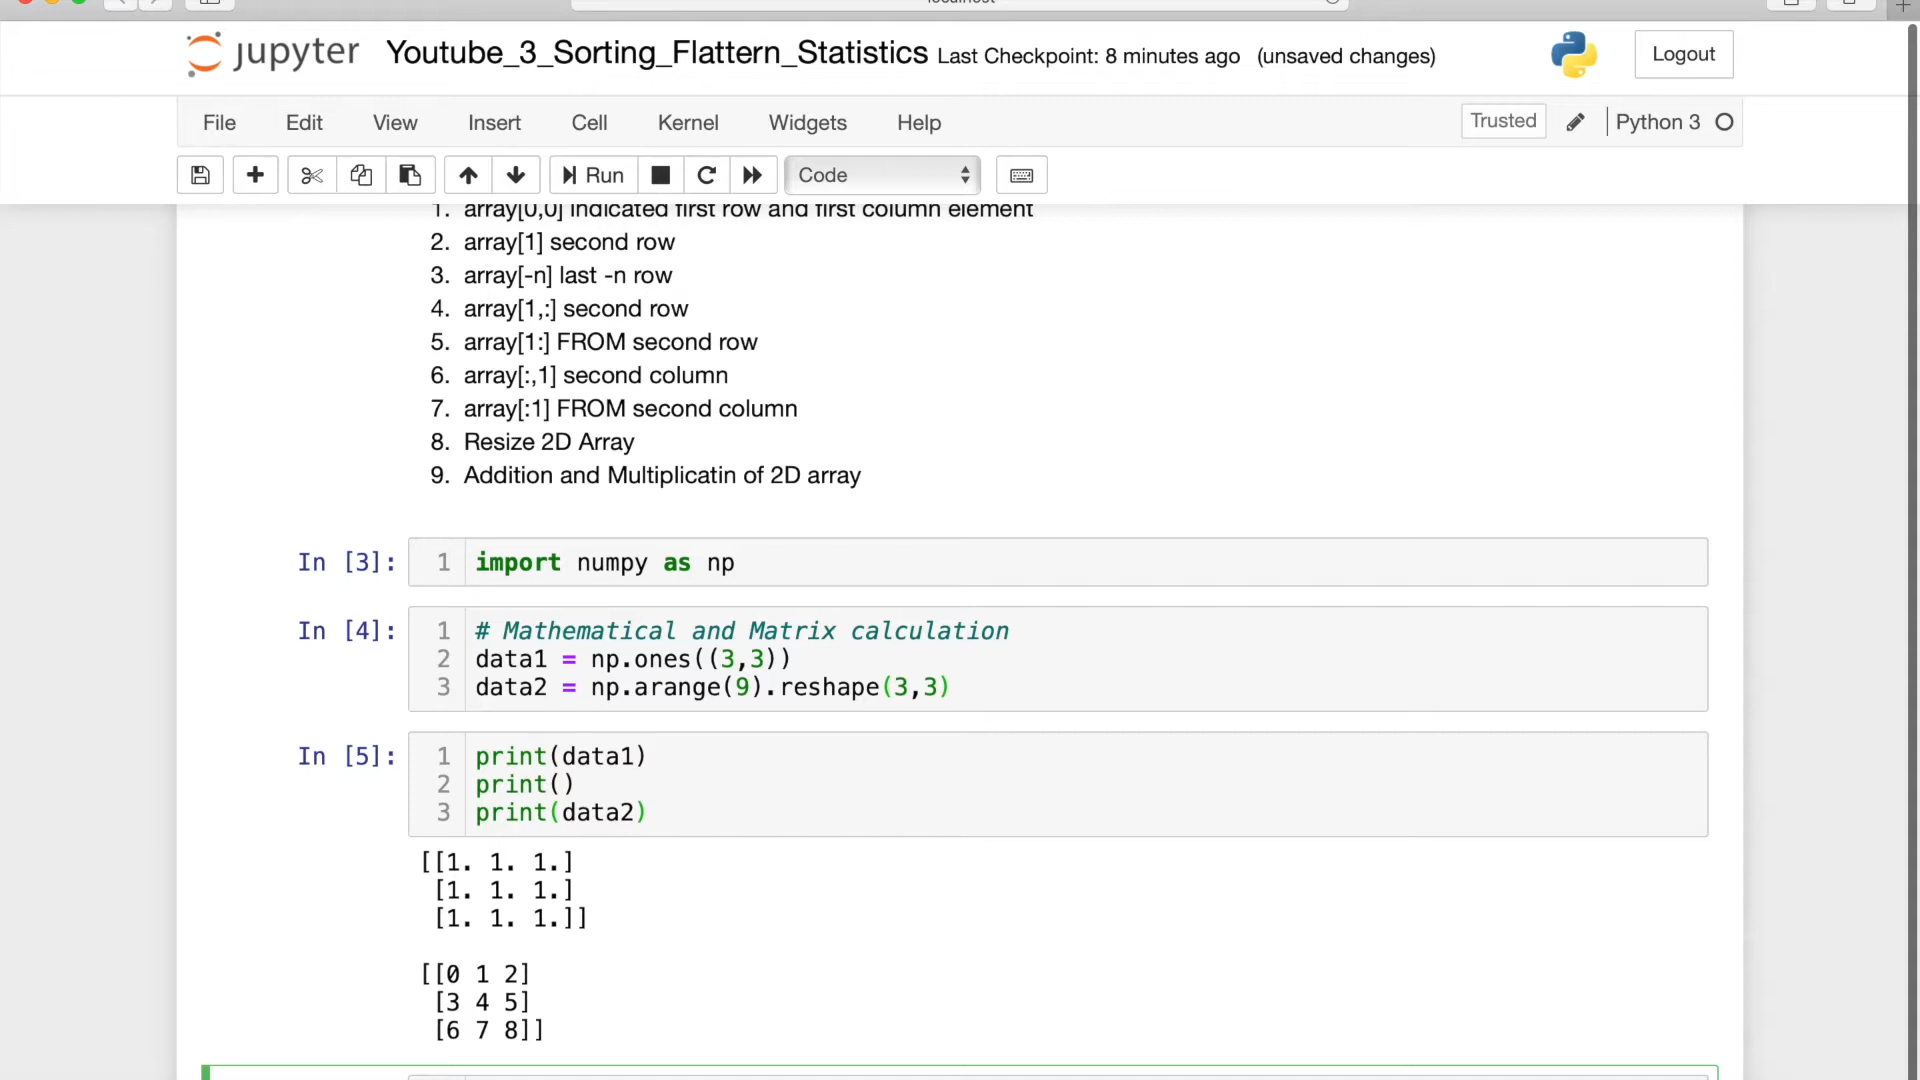 localhost
jupyter Youtube_3_Sorting_Flattern_Statistics Last Checkpoint: 8 minutes ago (unsaved changes) Logout
File Edit View Insert Cell Kernel Widgets Help Trusted Python 3
Run Code
1. array[0,0] indicated first row and first column element
2. array[1] second row
3. array[-n] last -n row
4. array[1,:] second row
5. array[1:] FROM second row
6. array[:,1] second column
7. array[:1] FROM second column
8. Resize 2D Array
9. Addition and Multiplicatin of 2D array
In [3]: 1 import numpy as np
In [4]: 1 # Mathematical and Matrix calculation
2 data1 = np.ones((3,3))
3 data2 = np.arange(9).reshape(3,3)
In [5]: 1 print(data1)
2 print()
3 print(data2)
[[1. 1. 1.]
[1. 1. 1.]
[1. 1. 1.]]
[[0 1 2]
[3 4 5]
[6 7 8]]